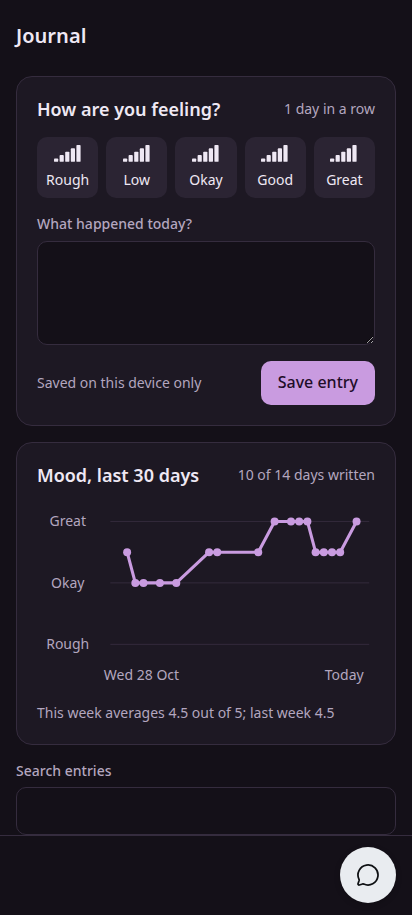 Journal
How are you feeling?
1 day in a row
Rough
Low
Okay
Good
Great
What happened today?
Saved on this device only
Save entry
Mood, last 30 days
10 of 14 days written
Great
Okay
Rough
Wed 28 Oct
Today
This week averages 4.5 out of 5; last week 4.5
Search entries